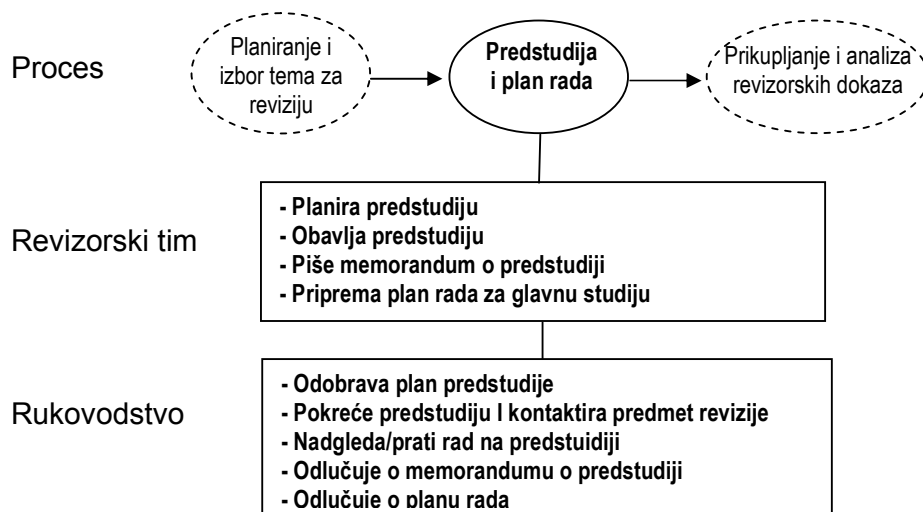 Proces
Planiranje i
izbor tema za
reviziju
Predstudija
i plan rada
Prikupljanje i analiza
revizorskih dokaza
Revizorski tim
- Planira predstudiju
- Obavlja predstudiju
- Piše memorandum o predstudiji
- Priprema plan rada za glavnu studiju
Rukovodstvo
- Odobrava plan predstudije
- Pokreće predstudiju I kontaktira predmet revizije
- Nadgleda/prati rad na predstuidiji
- Odlučuje o memorandumu o predstudiji
- Odlučuje o planu rada